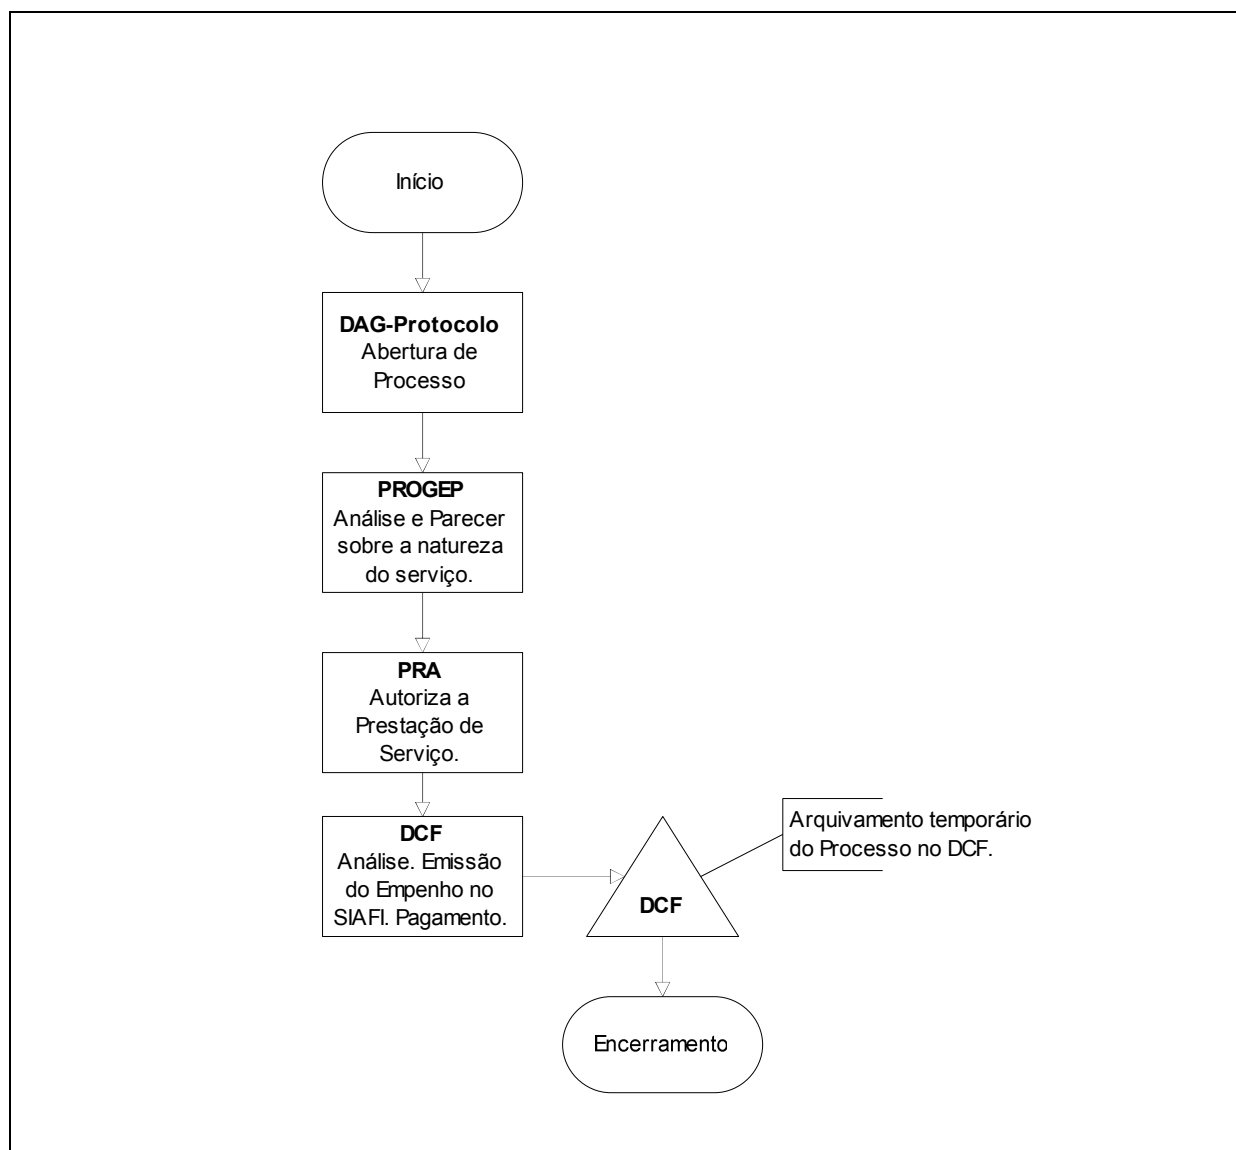 Início
DAG-Protocolo
Abertura de
Processo
PROGEP
Análise e Parecer
sobre a natureza
do serviço.
PRA
Autoriza a
Prestação de
Serviço.
DCF
Análise. Emissão
do Empenho no
SIAFI. Pagamento.
DCF
Arquivamento temporário
do Processo no DCF.
Encerramento